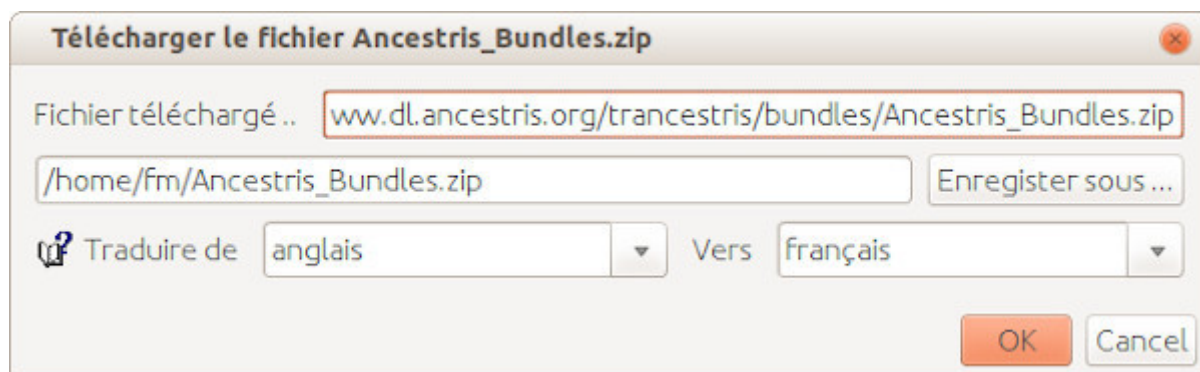 Télécharger le fichier Ancestris_Bundles.zip
Fichier téléchargé .. ww.dl.ancestris.org/trancestris/bundles/Ancestris_Bundles.zip
/home/fm/Ancestris_Bundles.zip Enregister sous ...
Traduire de anglais Vers français
OK Cancel